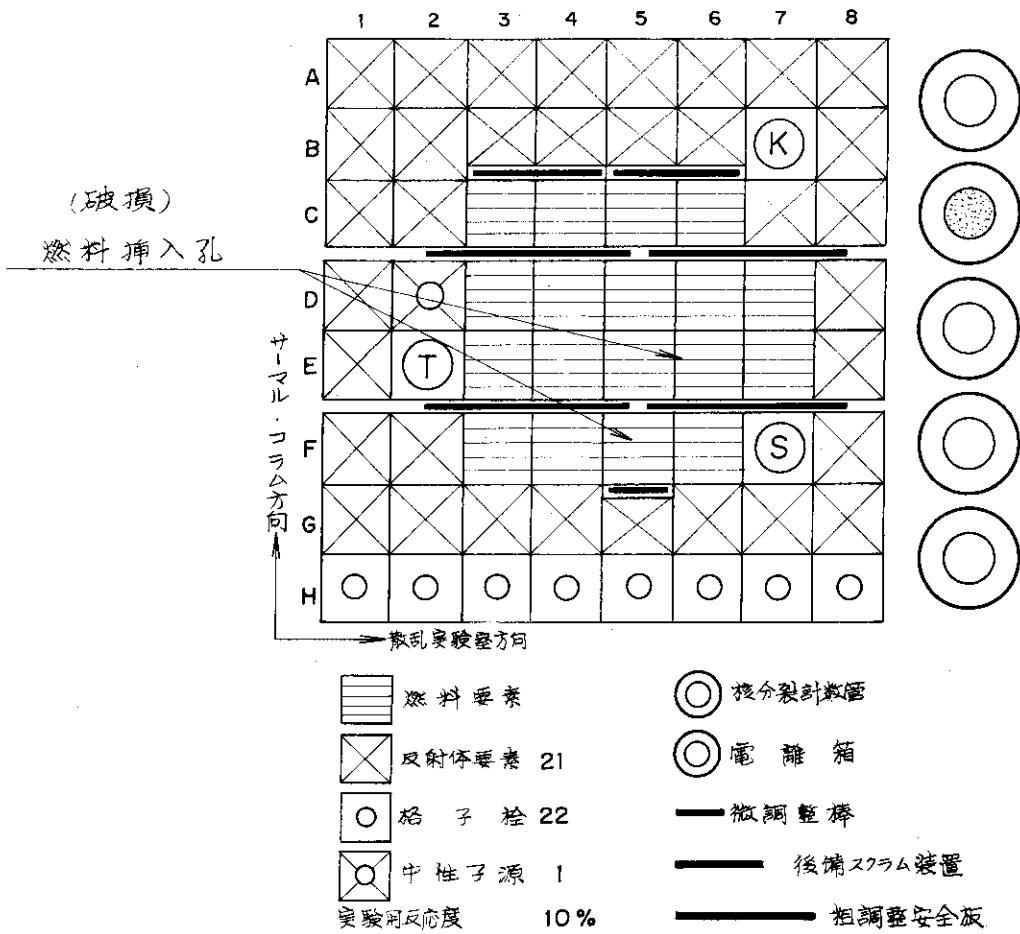 1 2 3 4 5 6 7 8
A
B K
(破損)
C
燃料挿入孔
D
E T
サーマル・コラム方向
F S
G
H
散乱実験室方向
燃料要素
核分裂計数管
反射体要素 21
電離箱
格子栓 22
微調整棒
中性子源 1
後備スクラム装置
実験用反応度 10%
粗調整安全板